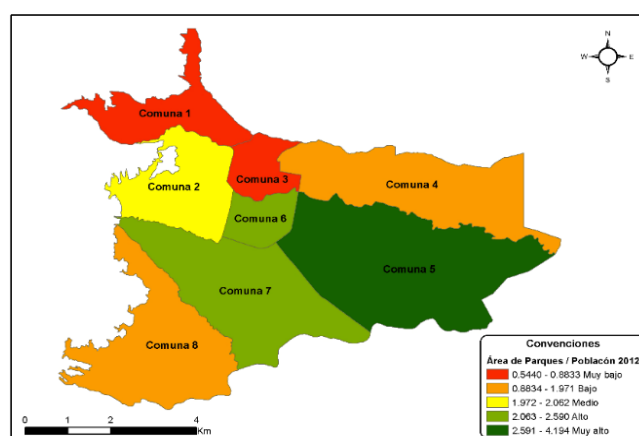 N
W E
S
Comuna 1
Comuna 3
Comuna 2
Comuna 4
Comuna 6
Comuna 5
Comuna 7
Comuna 8
Convenciones
Área de Parques / Poblacón 2012
0.5440 - 0.8833 Muy bajo
0.8834 - 1.971 Bajo
1.972 - 2.062 Medio
2.063 - 2.590 Alto
2.591 - 4.194 Muy alto
0 1 2 4
Km